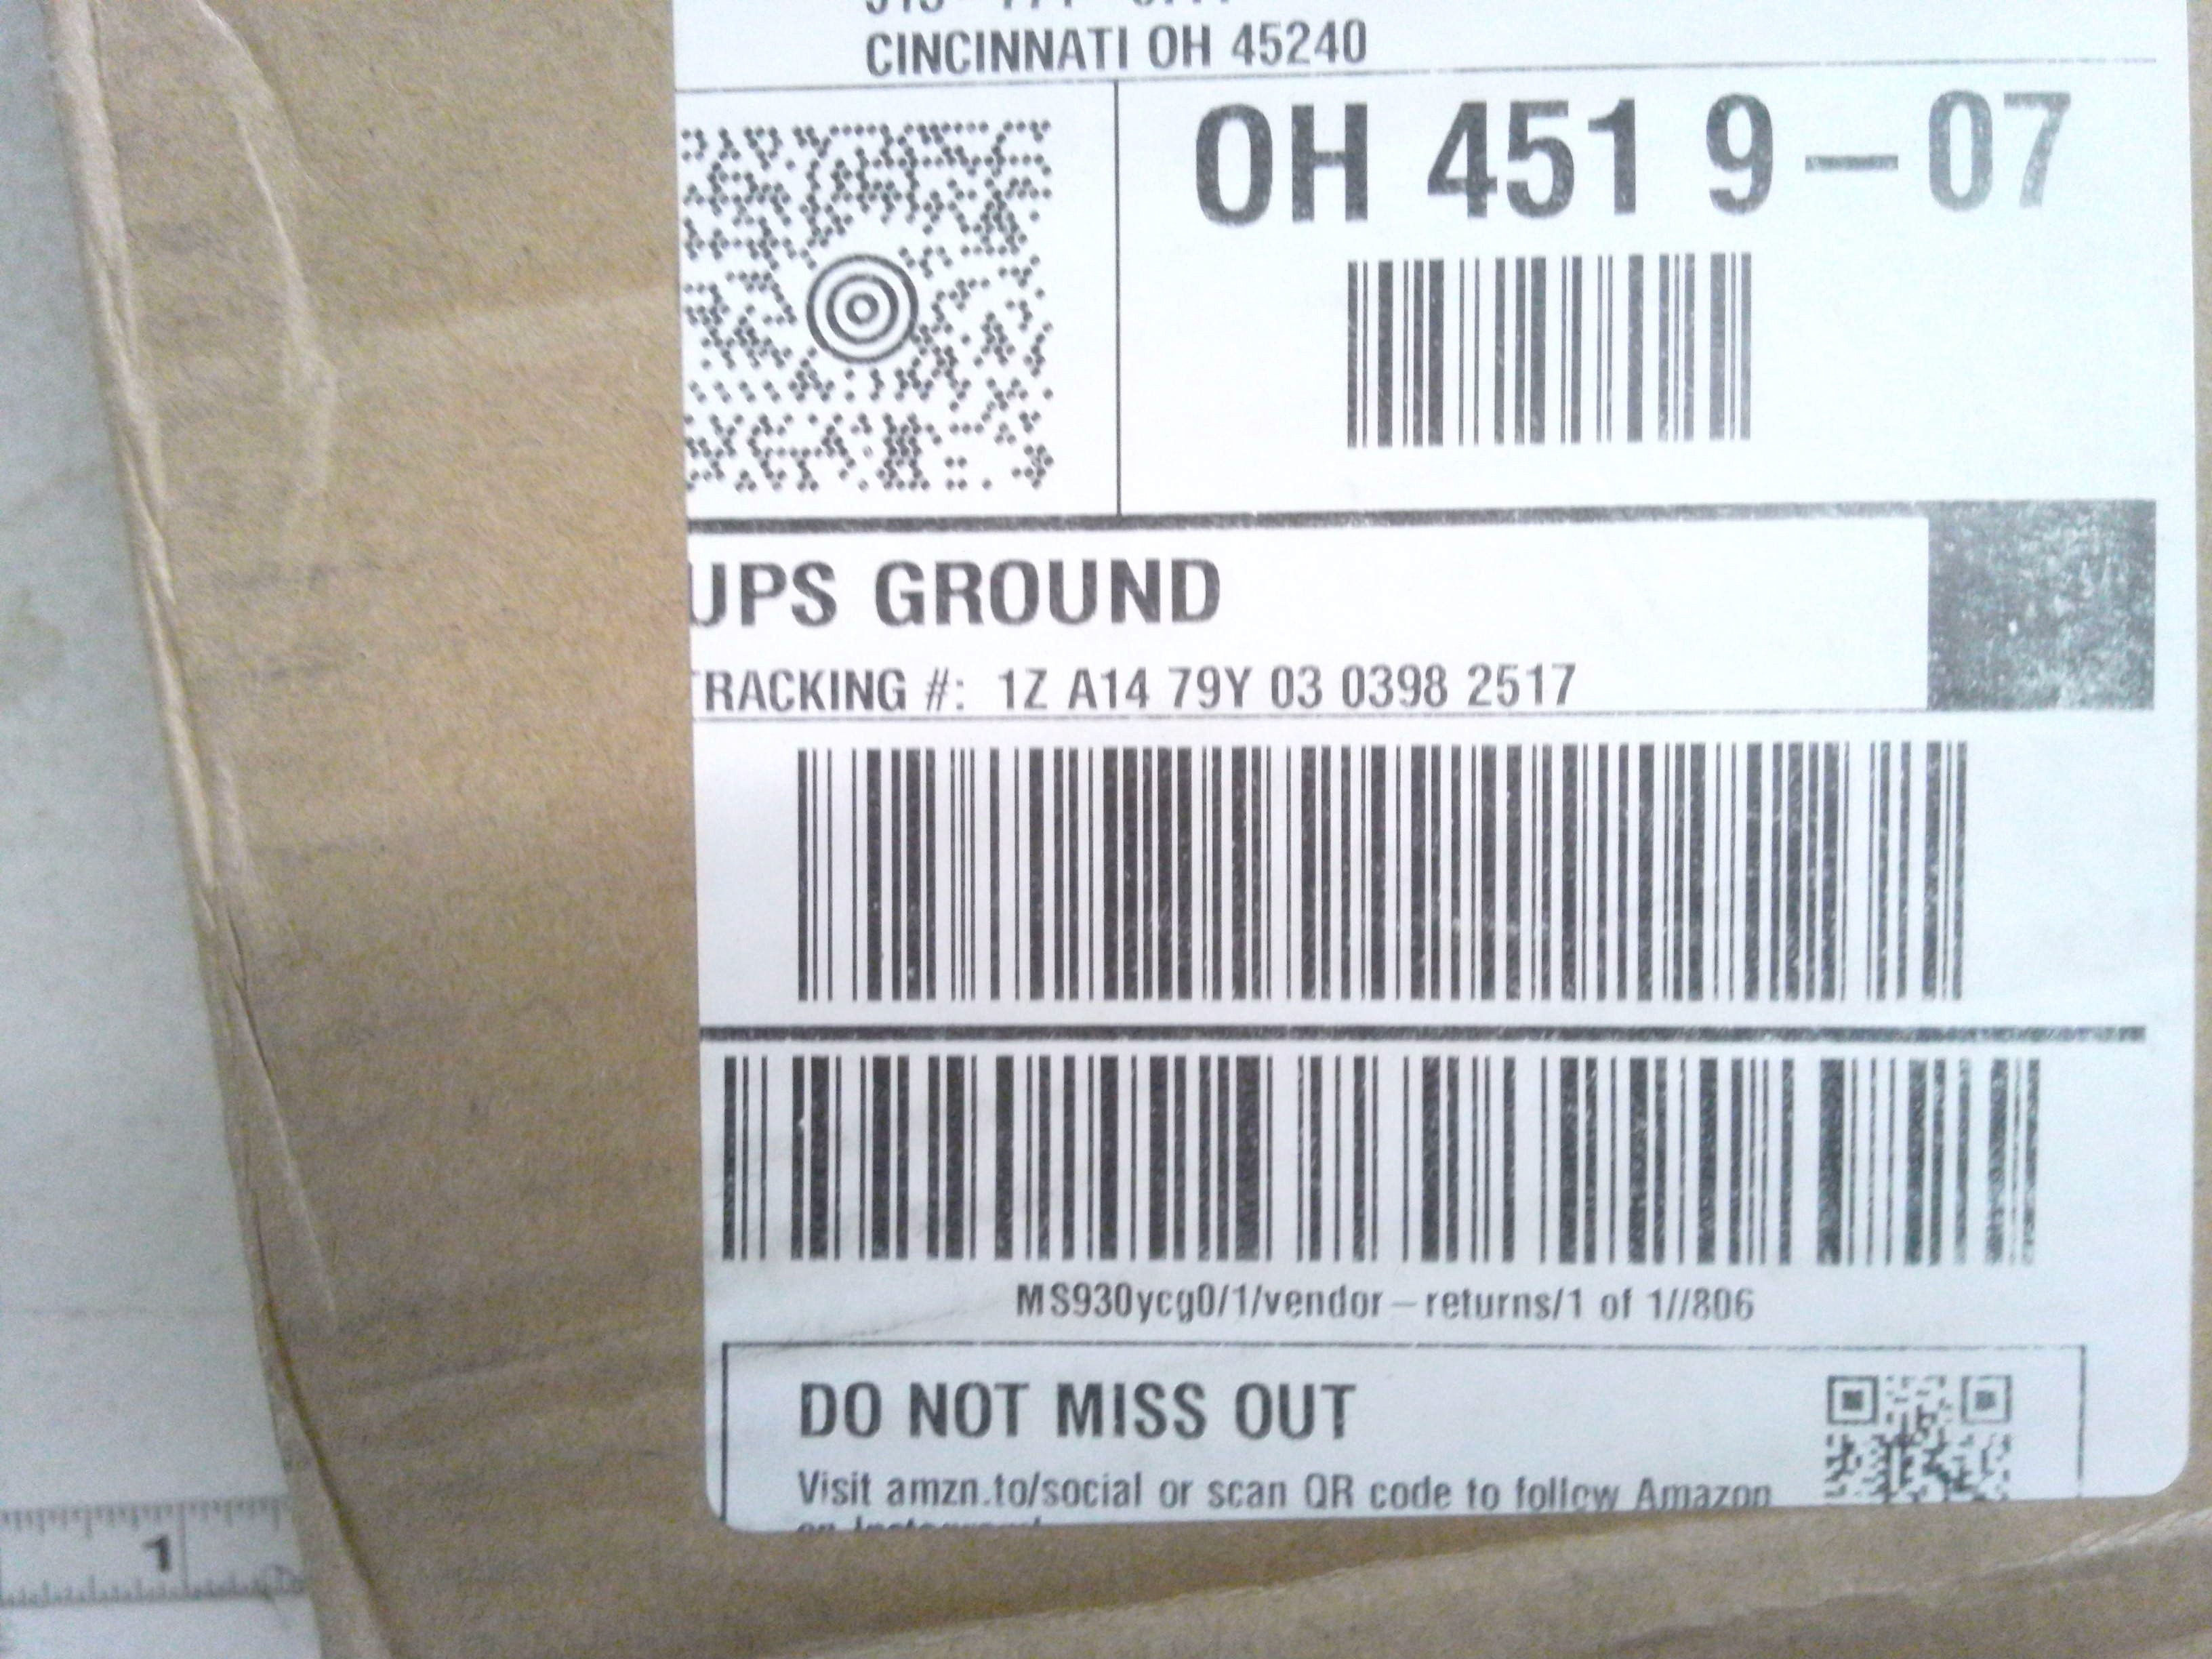 CINCINNATI OH 45240
OH 451 9-07
UPS GROUND
TRACKING #: 1Z A14 79Y 03 0398 2517
MS930ycg0/1/vendor-returns/1 of 1//806
DO NOT MISS OUT
Visit amzn.to/social or scan QR code to follow Amazon
1